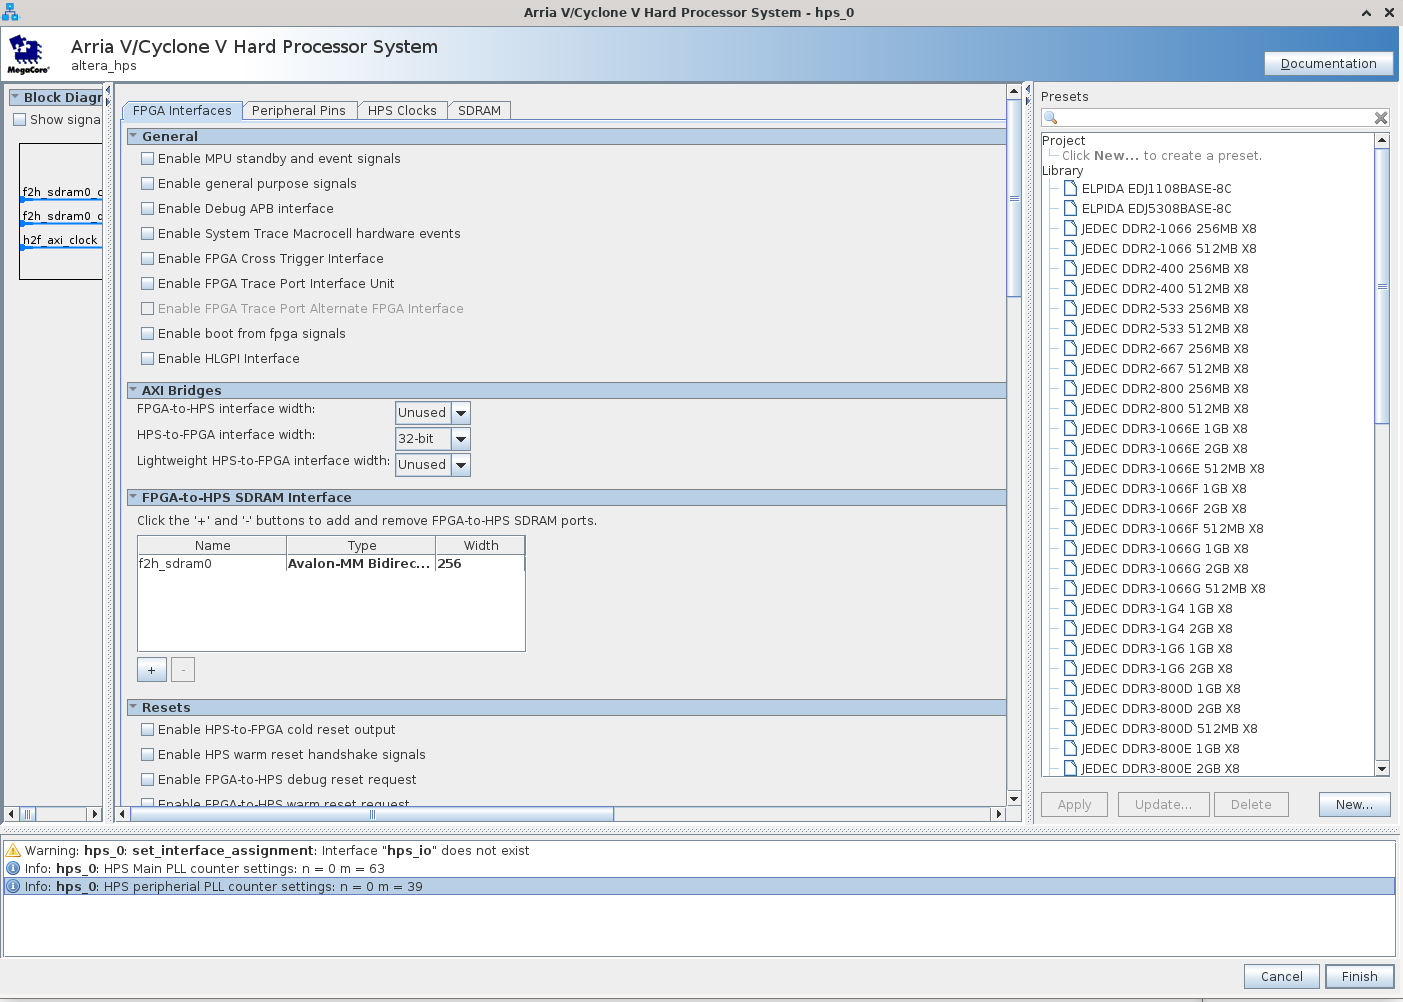 Arria V/Cyclone V Hard Processor System - hps_0
Arria V/Cyclone V Hard Processor System
altera_hps
MegaCore®
Documentation
Block Diagr
Show signa
f2h_sdram0_c
f2h_sdram0_d
h2f_axi_clock
FPGA Interfaces
Peripheral Pins
HPS Clocks
SDRAM
General
Enable MPU standby and event signals
Enable general purpose signals
Enable Debug APB interface
Enable System Trace Macrocell hardware events
Enable FPGA Cross Trigger Interface
Enable FPGA Trace Port Interface Unit
Enable FPGA Trace Port Alternate FPGA Interface
Enable boot from fpga signals
Enable HLGPI Interface
AXI Bridges
FPGA-to-HPS interface width: Unused
HPS-to-FPGA interface width: 32-bit
Lightweight HPS-to-FPGA interface width: Unused
FPGA-to-HPS SDRAM Interface
Click the '+' and '-' buttons to add and remove FPGA-to-HPS SDRAM ports.
Name Type Width
f2h_sdram0 Avalon-MM Bidirec... 256
+ -
Resets
Enable HPS-to-FPGA cold reset output
Enable HPS warm reset handshake signals
Enable FPGA-to-HPS debug reset request
Enable FPGA-to-HPS warm reset request
Presets
Project
Click New... to create a preset.
Library
ELPIDA EDJ1108BASE-8C
ELPIDA EDJ5308BASE-8C
JEDEC DDR2-1066 256MB X8
JEDEC DDR2-1066 512MB X8
JEDEC DDR2-400 256MB X8
JEDEC DDR2-400 512MB X8
JEDEC DDR2-533 256MB X8
JEDEC DDR2-533 512MB X8
JEDEC DDR2-667 256MB X8
JEDEC DDR2-667 512MB X8
JEDEC DDR2-800 256MB X8
JEDEC DDR2-800 512MB X8
JEDEC DDR3-1066E 1GB X8
JEDEC DDR3-1066E 2GB X8
JEDEC DDR3-1066E 512MB X8
JEDEC DDR3-1066F 1GB X8
JEDEC DDR3-1066F 2GB X8
JEDEC DDR3-1066F 512MB X8
JEDEC DDR3-1066G 1GB X8
JEDEC DDR3-1066G 2GB X8
JEDEC DDR3-1066G 512MB X8
JEDEC DDR3-1G4 1GB X8
JEDEC DDR3-1G4 2GB X8
JEDEC DDR3-1G6 1GB X8
JEDEC DDR3-1G6 2GB X8
JEDEC DDR3-800D 1GB X8
JEDEC DDR3-800D 2GB X8
JEDEC DDR3-800D 512MB X8
JEDEC DDR3-800E 1GB X8
JEDEC DDR3-800E 2GB X8
Apply Update... Delete New...
Warning: hps_0: set_interface_assignment: Interface "hps_io" does not exist
Info: hps_0: HPS Main PLL counter settings: n = 0 m = 63
Info: hps_0: HPS peripherial PLL counter settings: n = 0 m = 39
Cancel Finish